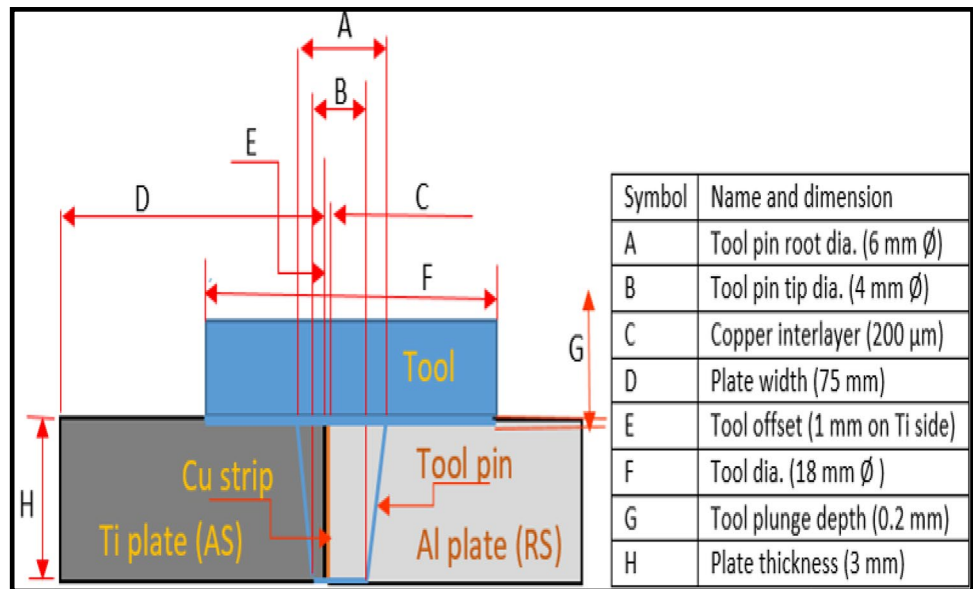 A
B
E
D
C
F
G
Tool
H
Cu strip
Tool pin
Ti plate (AS)
Al plate (RS)
Symbol Name and dimension
A Tool pin root dia. (6 mm Ø)
B Tool pin tip dia. (4 mm Ø)
C Copper interlayer (200 µm)
D Plate width (75 mm)
E Tool offset (1 mm on Ti side)
F Tool dia. (18 mm Ø )
G Tool plunge depth (0.2 mm)
H Plate thickness (3 mm)